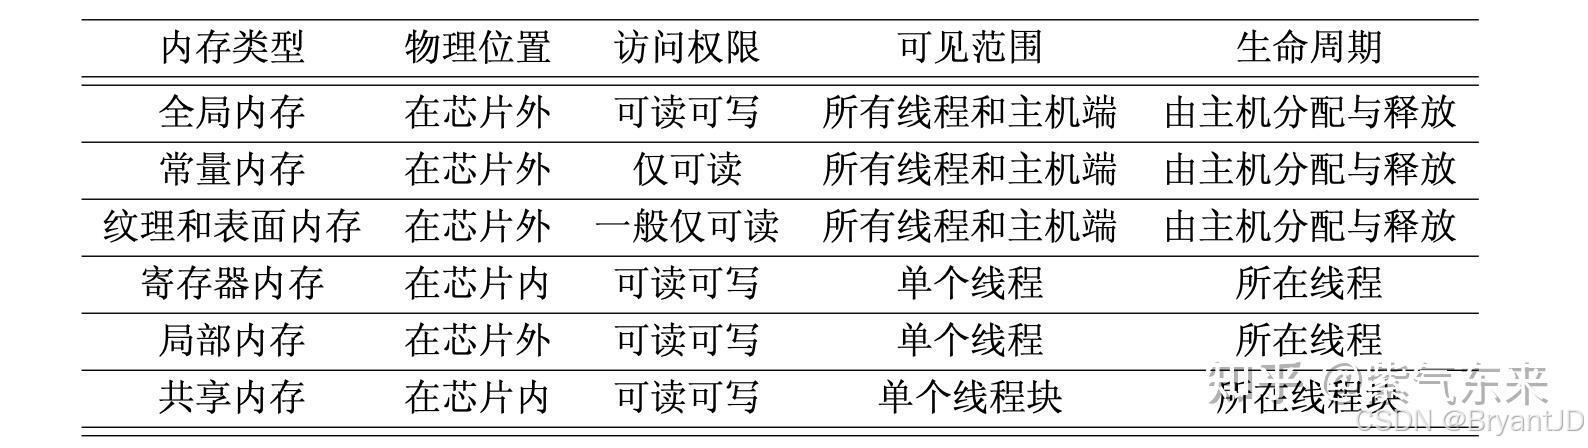 内存类型 物理位置 访问权限 可见范围 生命周期
全局内存 在芯片外 可读可写 所有线程和主机端 由主机分配与释放
常量内存 在芯片外 仅可读 所有线程和主机端 由主机分配与释放
纹理和表面内存 在芯片外 一般仅可读 所有线程和主机端 由主机分配与释放
寄存器内存 在芯片内 可读可写 单个线程 所在线程
局部内存 在芯片外 可读可写 单个线程 所在线程
共享内存 在芯片内 可读可写 单个线程块 所在线程块
知乎 @紫气东来
CSDN @BryantJD